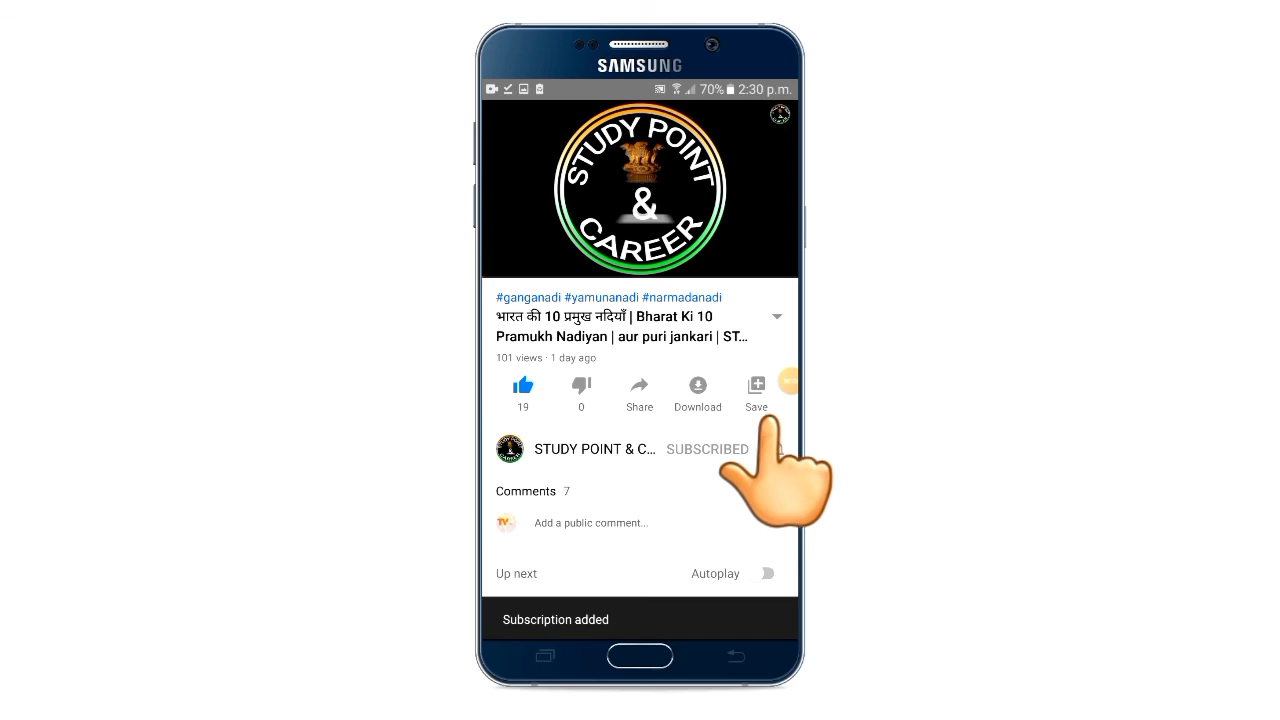 SAMSUNG
70% 2:30 p.m.
STUDY POINT
&
CAREER
#ganganadi #yamunanadi #narmadanadi
भारत की 10 प्रमुख नदियाँ | Bharat Ki 10
Pramukh Nadiyan | aur puri jankari | ST...
101 views · 1 day ago
19 0 Share Download Save
STUDY POINT & C... SUBSCRIBED
Comments 7
Add a public comment...
Up next Autoplay
Subscription added